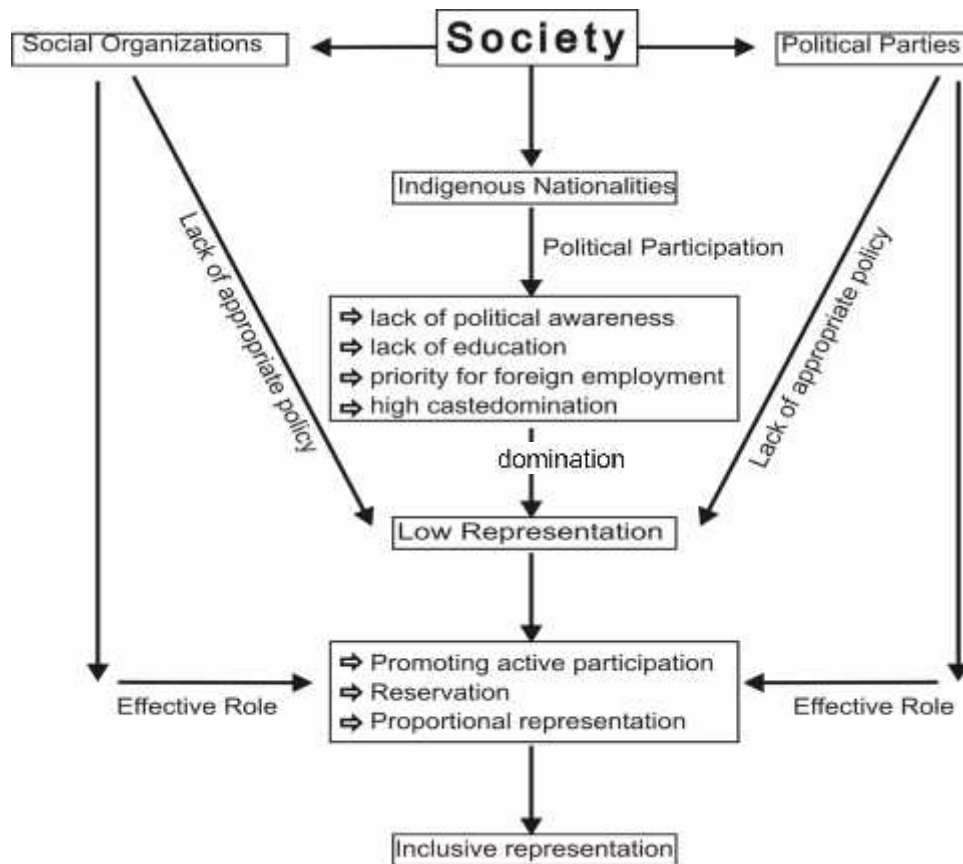 Society
Social Organizations
Political Parties
Indigenous Nationalities
Political Participation
Lack of appropriate policy
Lack of appropriate policy
⇨ lack of political awareness
⇨ lack of education
⇨ priority for foreign employment
⇨ high castedomination
domination
Low Representation
⇨ Promoting active participation
⇨ Reservation
⇨ Proportional representation
Effective Role
Effective Role
Inclusive representation